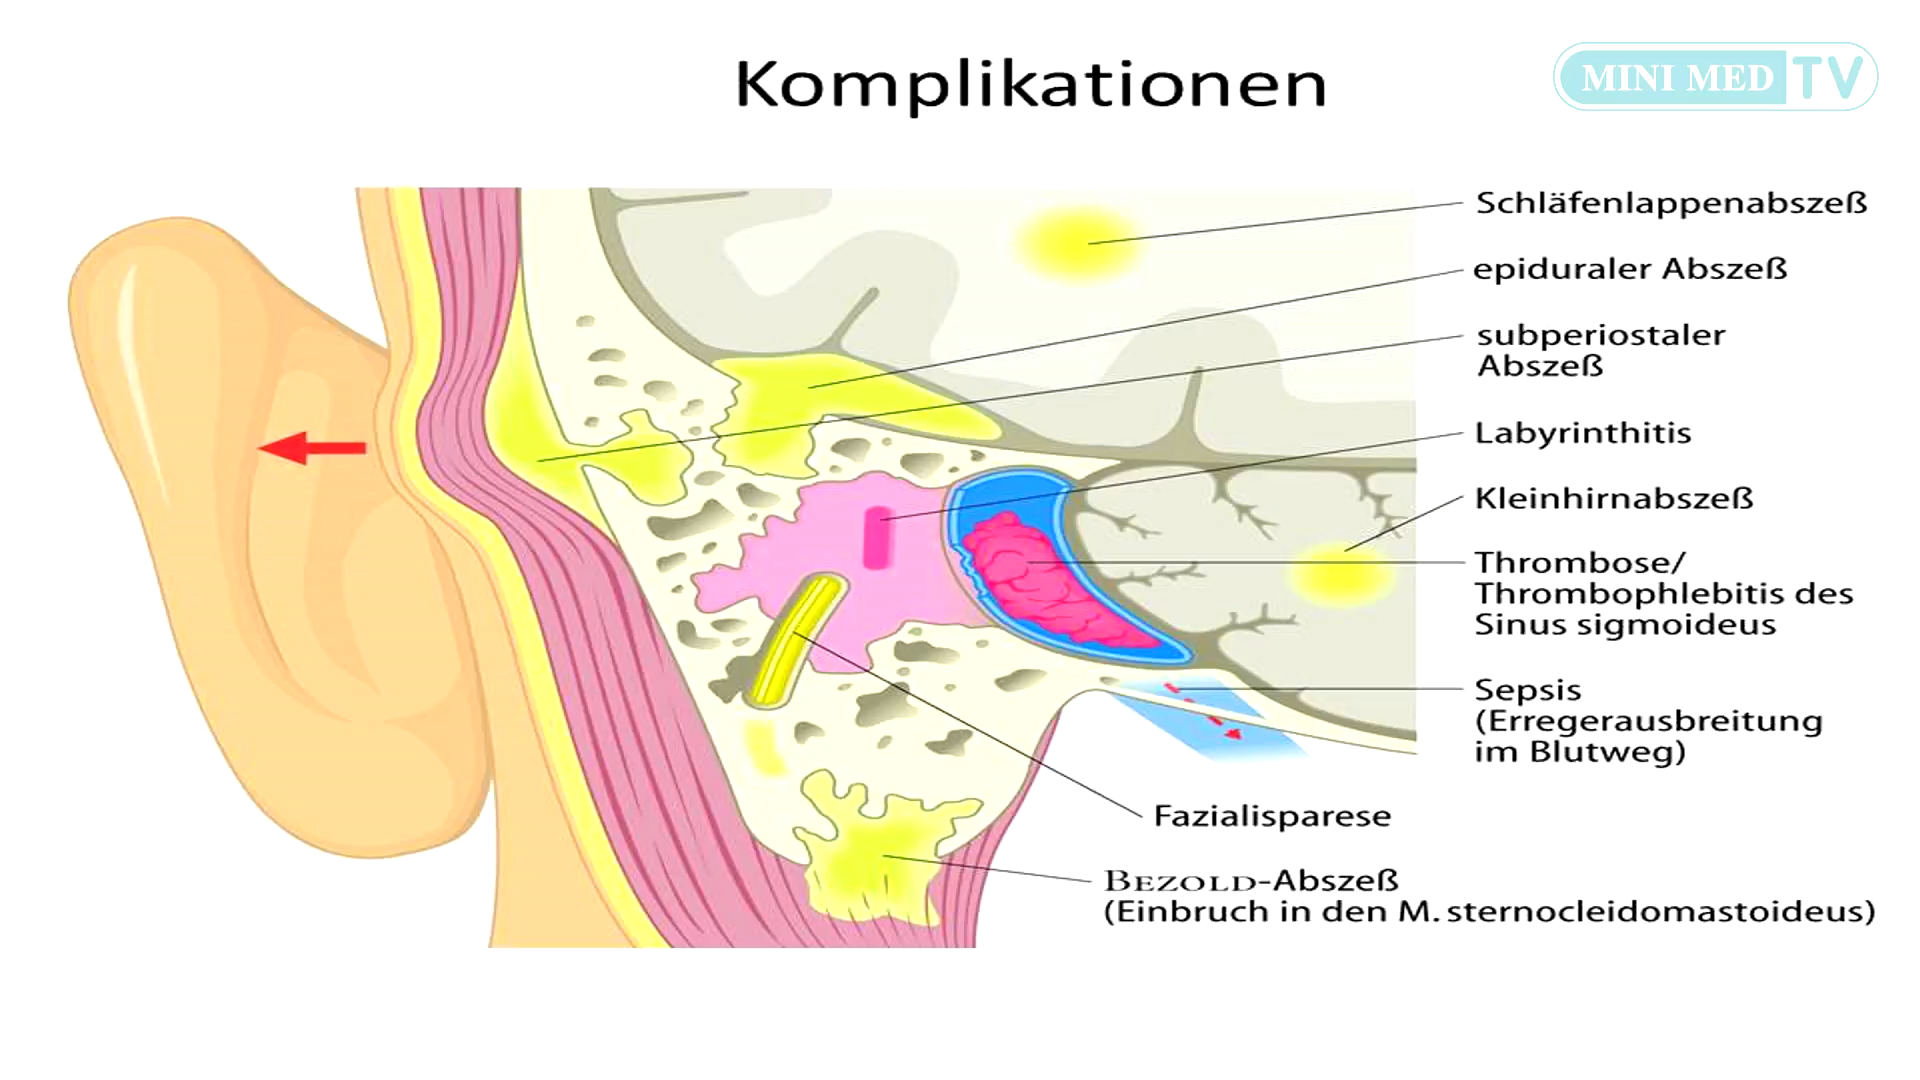 Komplikationen
MINI MED TV
Schläfenlappenabszeß
epiduraler Abszeß
subperiostaler
Abszeß
Labyrinthitis
Kleinhirnabszeß
Thrombose/
Thrombophlebitis des
Sinus sigmoideus
Sepsis
(Erregerausbreitung
im Blutweg)
Fazialisparese
BEZOLD-Abszeß
(Einbruch in den M. sternocleidomastoideus)